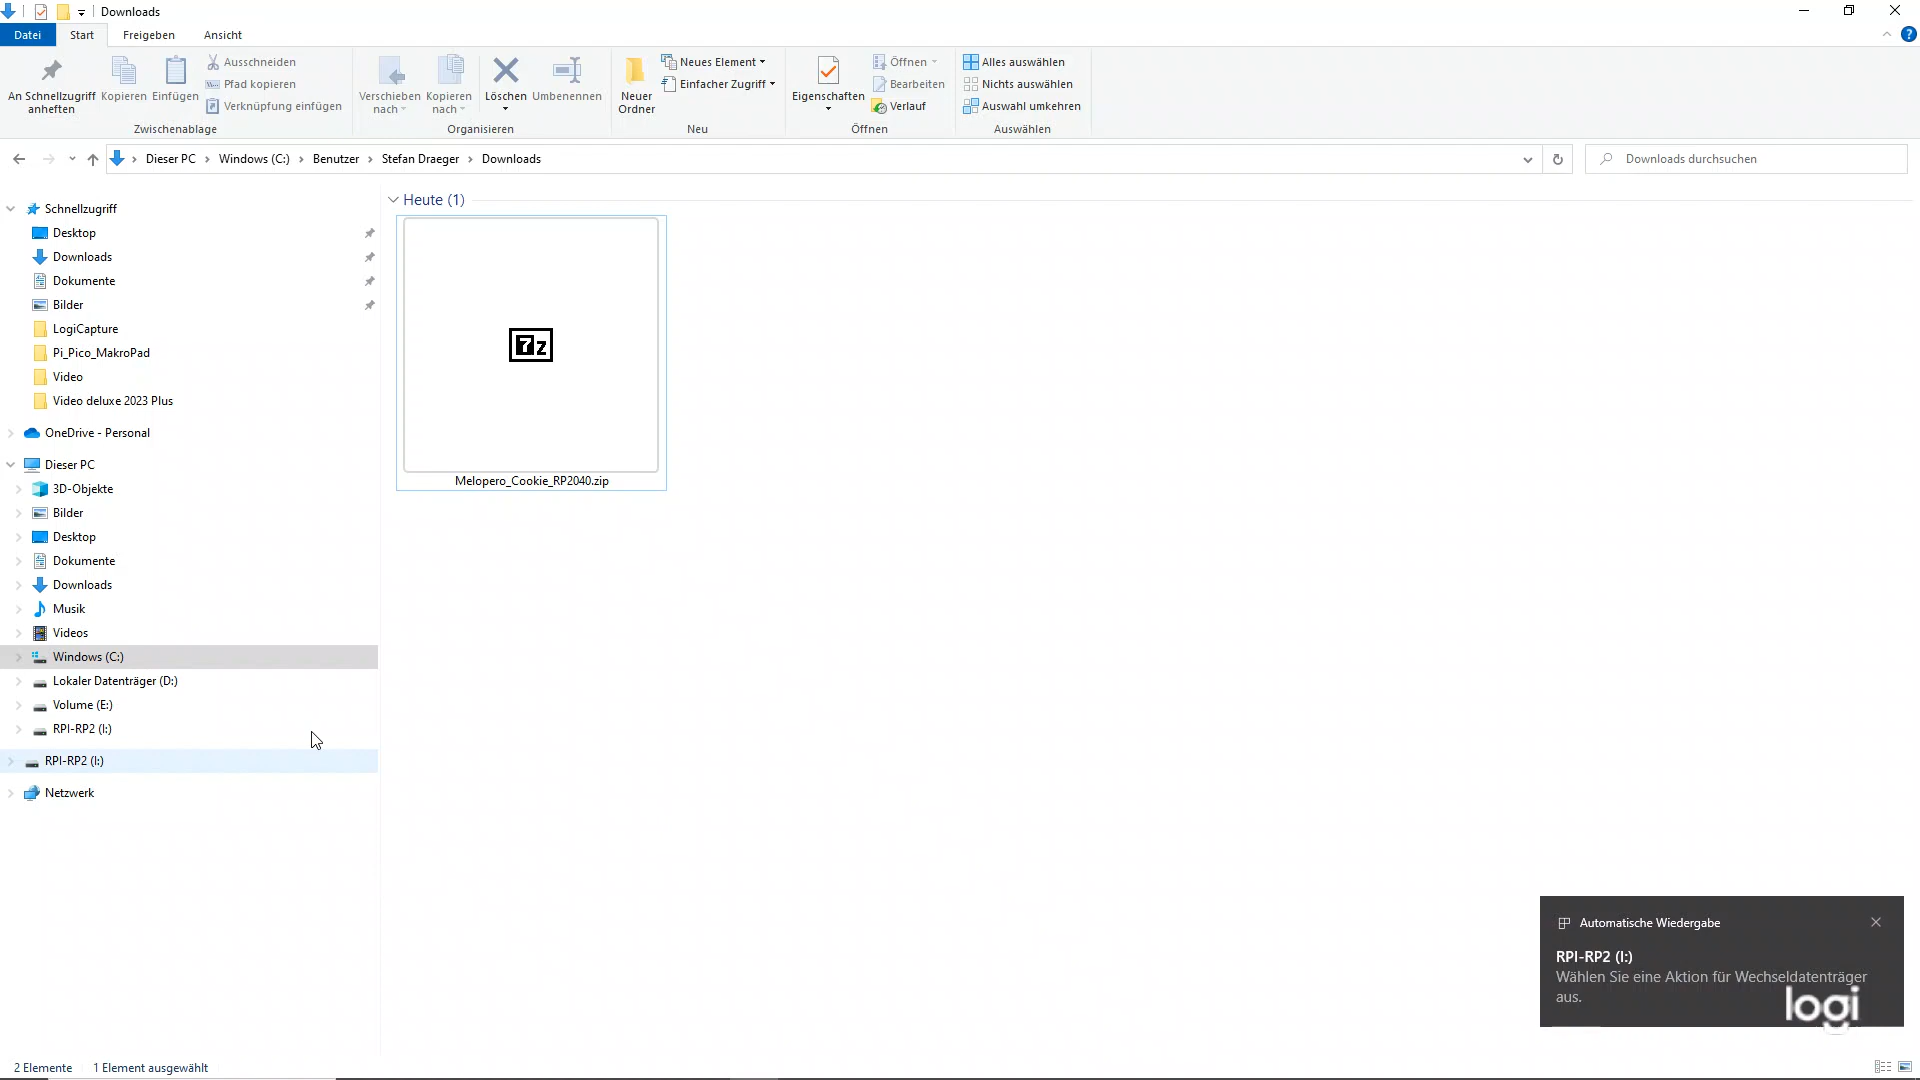 Downloads
Datei Start Freigeben Ansicht
An Schnellzugriff
anheften
Kopieren
Einfügen
Ausschneiden
Pfad kopieren
Verknüpfung einfügen
Zwischenablage
Verschieben
nach
Kopieren
nach
Löschen
Umbenennen
Organisieren
Neuer
Ordner
Neues Element
Einfacher Zugriff
Neu
Eigenschaften
Öffnen
Bearbeiten
Verlauf
Öffnen
Alles auswählen
Nichts auswählen
Auswahl umkehren
Auswählen
Dieser PC › Windows (C:) › Benutzer › Stefan Draeger › Downloads
Downloads durchsuchen
Schnellzugriff
Desktop
Downloads
Dokumente
Bilder
LogiCapture
Pi_Pico_MakroPad
Video
Video deluxe 2023 Plus
OneDrive - Personal
Dieser PC
3D-Objekte
Bilder
Desktop
Dokumente
Downloads
Musik
Videos
Windows (C:)
Lokaler Datenträger (D:)
Volume (E:)
RPI-RP2 (I:)
RPI-RP2 (I:)
Netzwerk
Heute (1)
7z
Melopero_Cookie_RP2040.zip
Automatische Wiedergabe
RPI-RP2 (I:)
Wählen Sie eine Aktion für Wechseldatenträger
aus.
logi
2 Elemente 1 Element ausgewählt